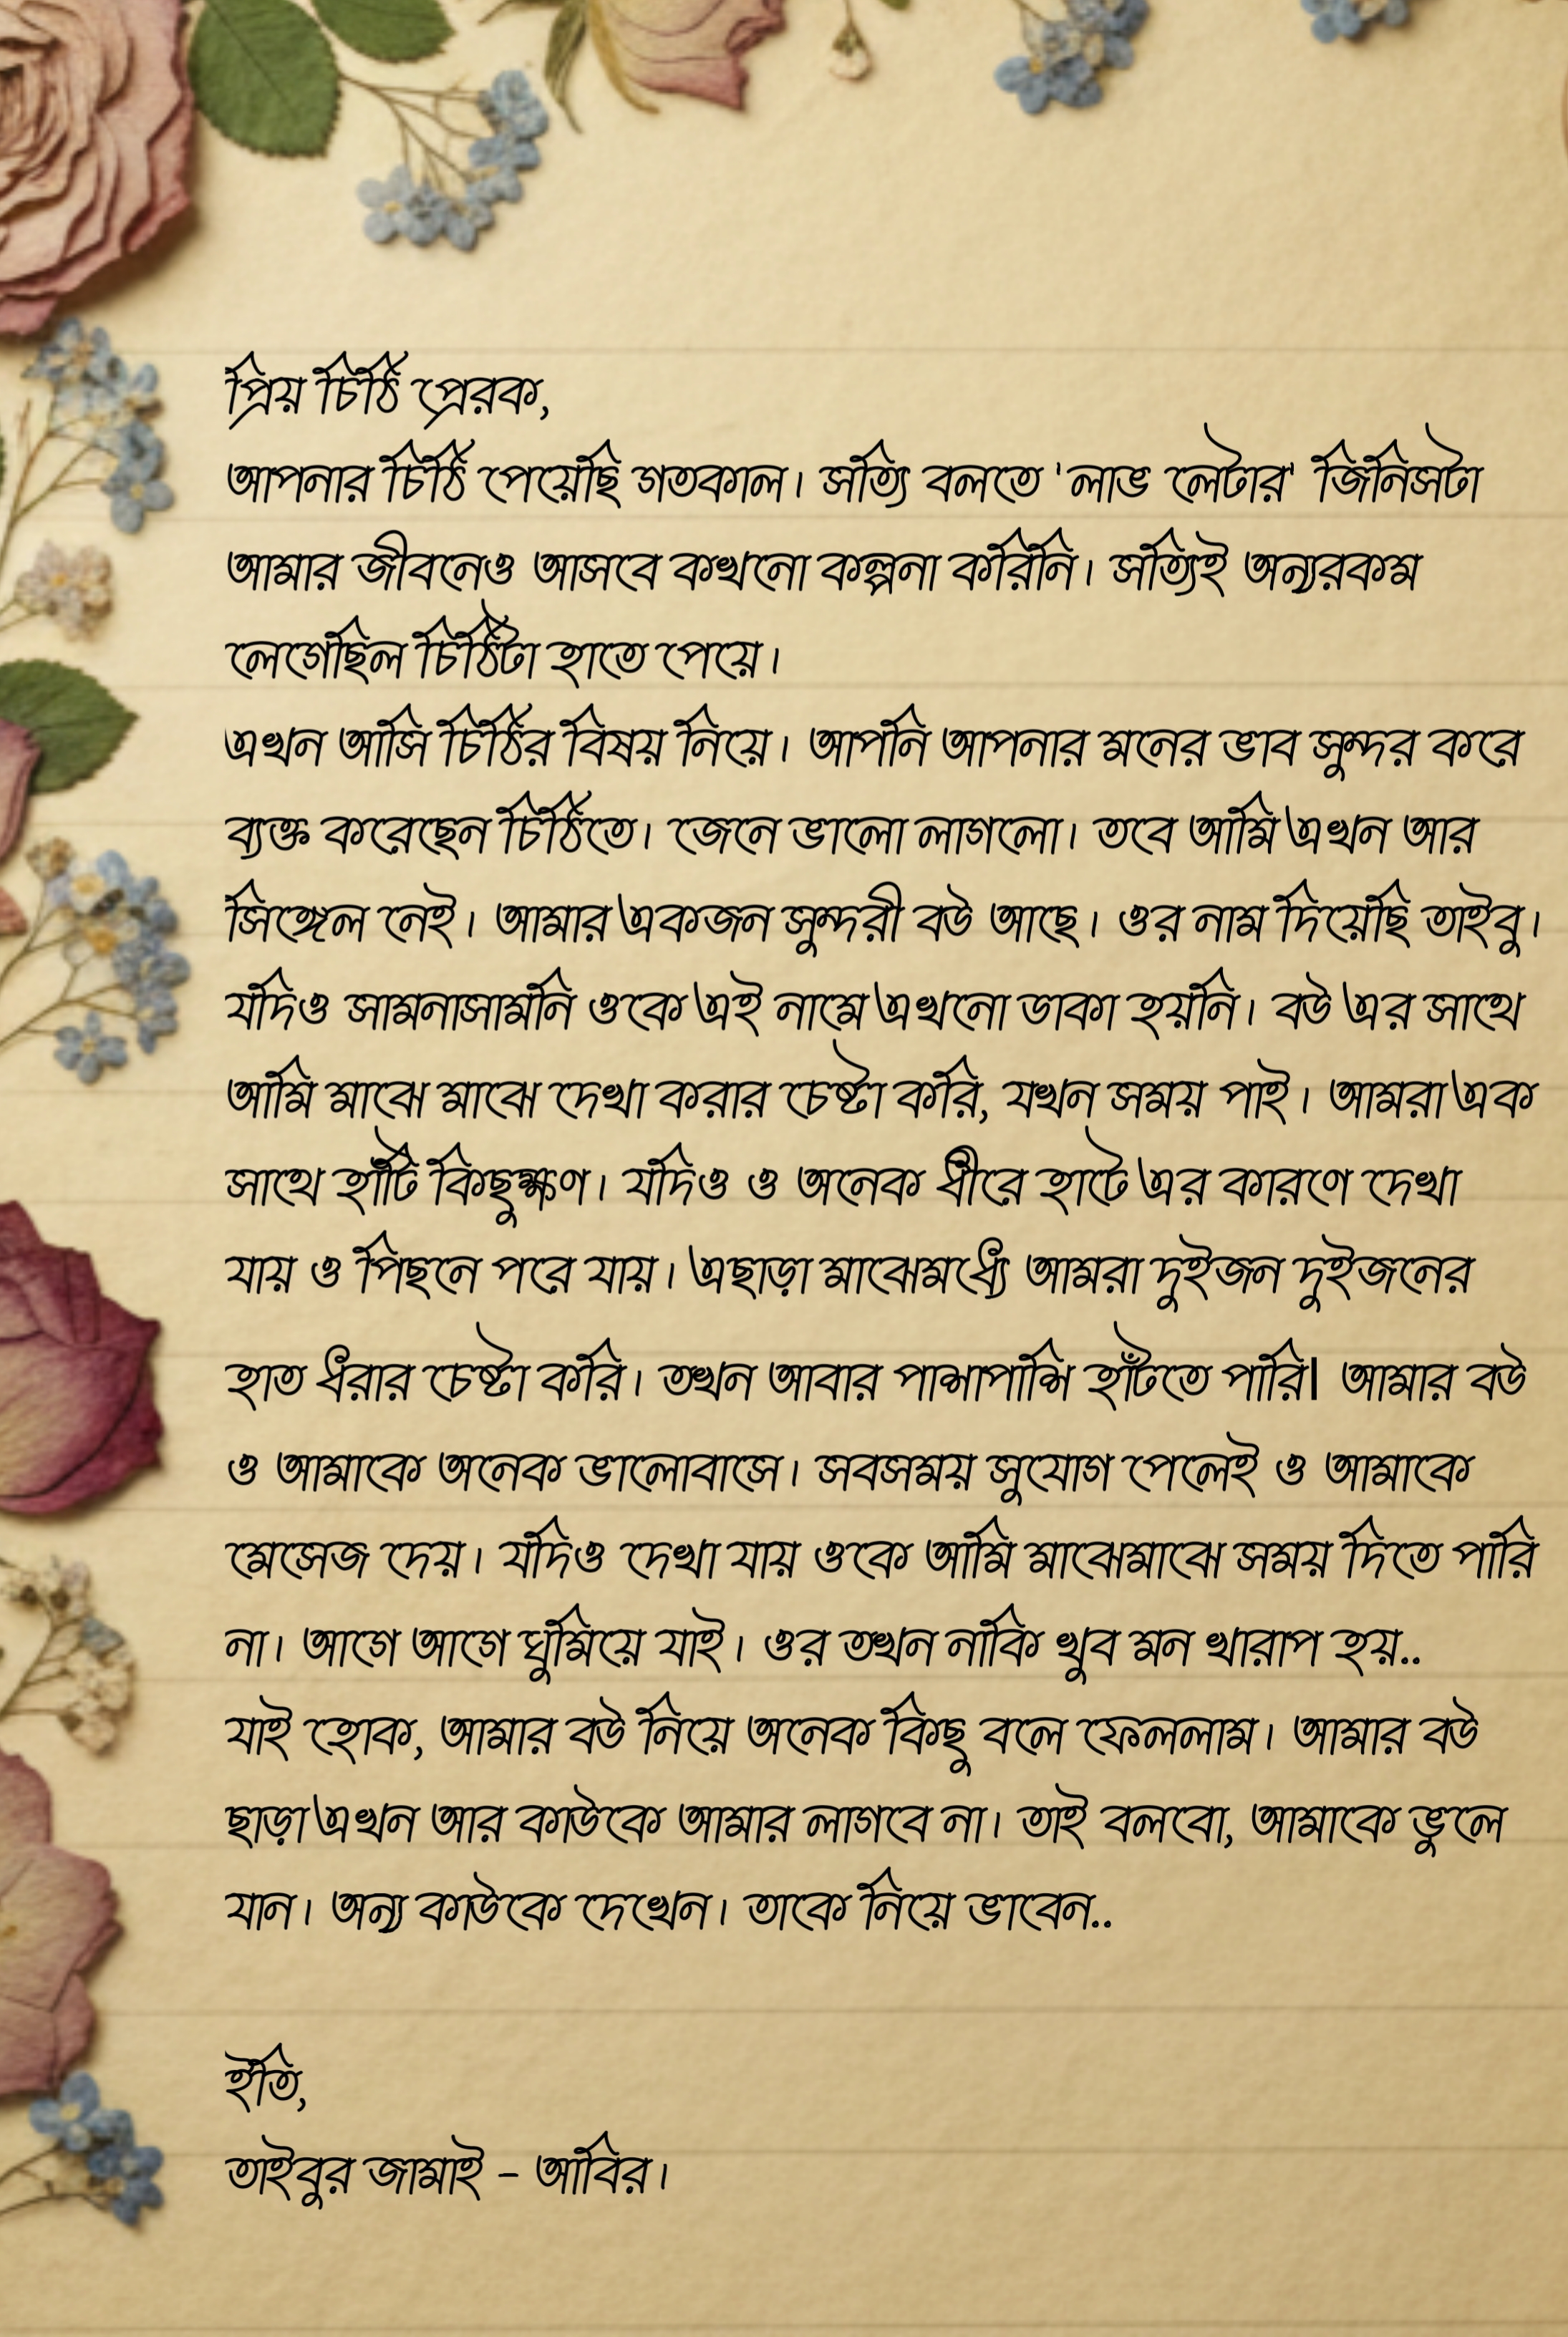 প্রিয় চিঠি প্রেরক,
আপনার চিঠি পেয়েছি গতকাল। সত্যি বলতে 'লাভ লেটার' জিনিসটা
আমার জীবনেও আসবে কখনো কল্পনা করিনি। সত্যিই অন্যরকম
লেগেছিল চিঠিটা হাতে পেয়ে।
এখন আসি চিঠির বিষয় নিয়ে। আপনি আপনার মনের ভাব সুন্দর করে
ব্যক্ত করেছেন চিঠিতে। জেনে ভালো লাগলো। তবে আমি এখন আর
সিঙ্গেল নেই। আমার একজন সুন্দরী বউ আছে। ওর নাম দিয়েছি তাইবু।
যদিও সামনাসামনি ওকে এই নামে এখনো ডাকা হয়নি। বউ এর সাথে
আমি মাঝে মাঝে দেখা করার চেষ্টা করি, যখন সময় পাই। আমরা এক
সাথে হাটি কিছুক্ষণ। যদিও ও অনেক ধীরে হাটে এর কারণে দেখা
যায় ও পিছনে পরে যায়। এছাড়া মাঝেমধ্যে আমরা দুইজন দুইজনের
হাত ধরার চেষ্টা করি। তখন আবার পাশাপাশি হাঁটতে পারি| আমার বউ
ও আমাকে অনেক ভালোবাসে। সবসময় সুযোগ পেলেই ও আমাকে
মেসেজ দেয়। যদিও দেখা যায় ওকে আমি মাঝেমাঝে সময় দিতে পারি
না। আগে আগে ঘুমিয়ে যাই। ওর তখন নাকি খুব মন খারাপ হয়..
যাই হোক, আমার বউ নিয়ে অনেক কিছু বলে ফেললাম। আমার বউ
ছাড়া এখন আর কাউকে আমার লাগবে না। তাই বলবো, আমাকে ভুলে
যান। অন্য কাউকে দেখেন। তাকে নিয়ে ভাবেন..
ইতি,
তাইবুর জামাই - আবির।